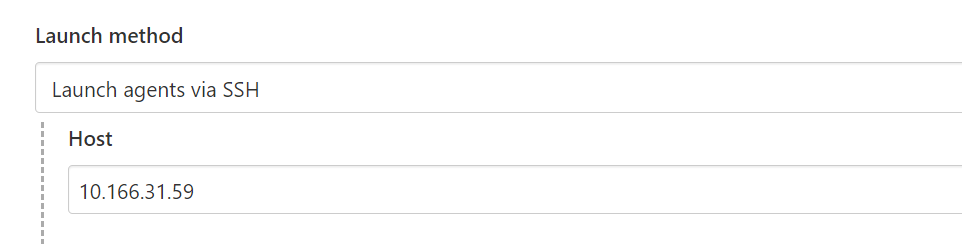 Launch method
Launch agents via SSH
Host
10.166.31.59